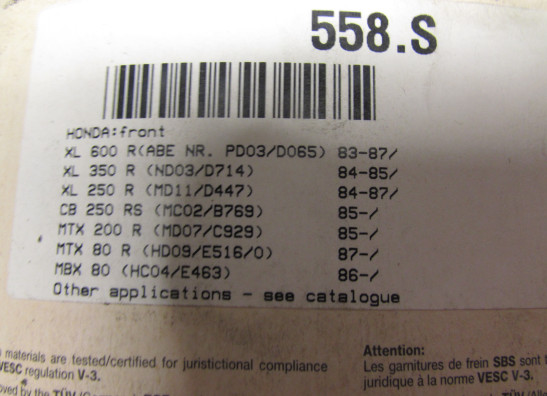 558.S
HONDA:front
XL 600 R(ABE NR. PD03/D065) 83-87/
XL 350 R (ND03/D714) 84-85/
XL 250 R (MD11/D447) 84-87/
CB 250 RS (MC02/B769) 85-/
MTX 200 R (MD07/C929) 85-/
MTX 80 R (HD09/E516/0) 87-/
MBX 80 (HC04/E463) 86-/
Other applications - see catalogue
materials are tested/certified for juristictional compliance
VESC regulation V-3.
by the TÜV
Attention:
Les garnitures de frein SBS sont
juridique à la norme VESC V-3.